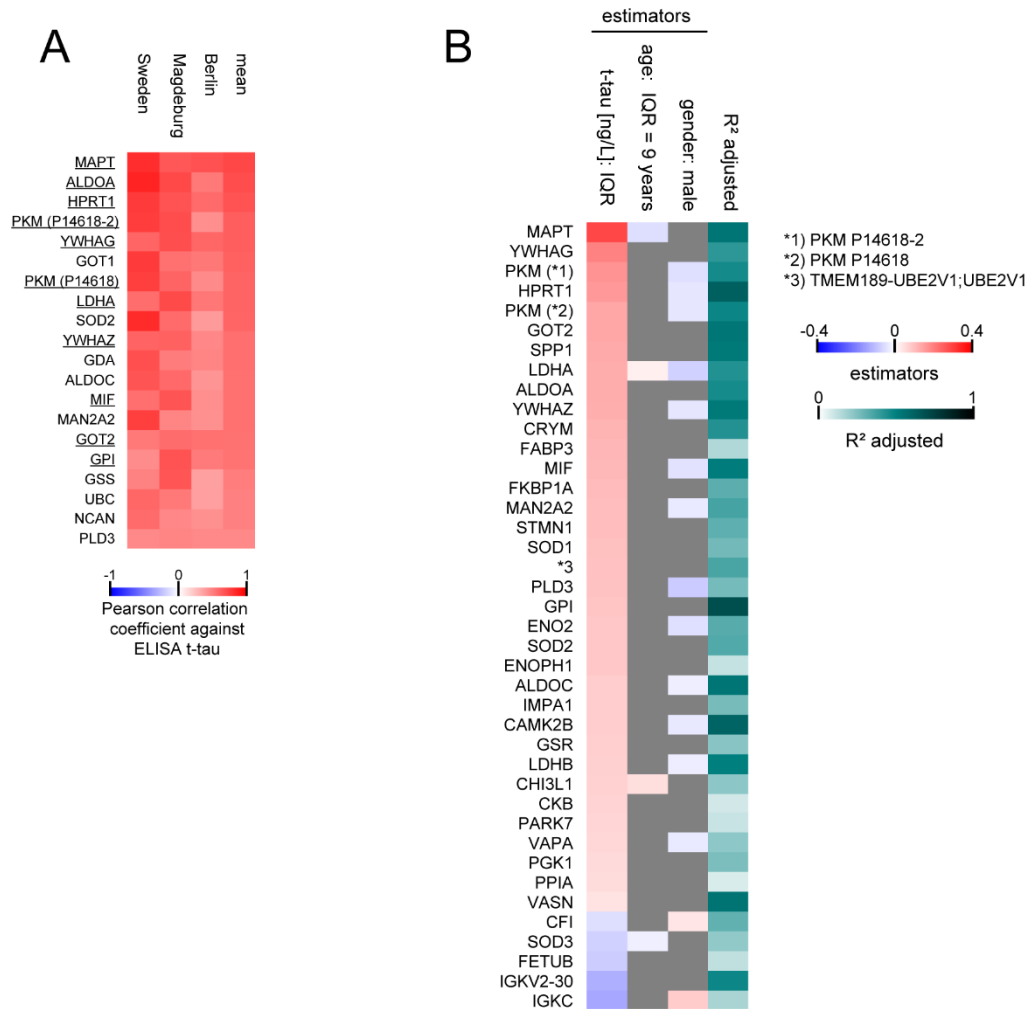 A
Sweden
Magdeburg
Berlin
mean
MAPT
ALDOA
HPRT1
PKM (P14618-2)
YWHAG
GOT1
PKM (P14618)
LDHA
SOD2
YWHAZ
GDA
ALDOC
MIF
MAN2A2
GOT2
GPI
GSS
UBC
NCAN
PLD3
-1 0 1
Pearson correlation
coefficient against
ELISA t-tau
B
estimators
t-tau [ng/L]: IQR
age: IQR = 9 years
gender: male
R² adjusted
MAPT
YWHAG
PKM (*1)
HPRT1
PKM (*2)
GOT2
SPP1
LDHA
ALDOA
YWHAZ
CRYM
FABP3
MIF
FKBP1A
MAN2A2
STMN1
SOD1
*3
PLD3
GPI
ENO2
SOD2
ENOPH1
ALDOC
IMPA1
CAMK2B
GSR
LDHB
CHI3L1
CKB
PARK7
VAPA
PGK1
PPIA
VASN
CFI
SOD3
FETUB
IGKV2-30
IGKC
*1) PKM P14618-2
*2) PKM P14618
*3) TMEM189-UBE2V1;UBE2V1
-0.4 0 0.4
estimators
0 1
R² adjusted